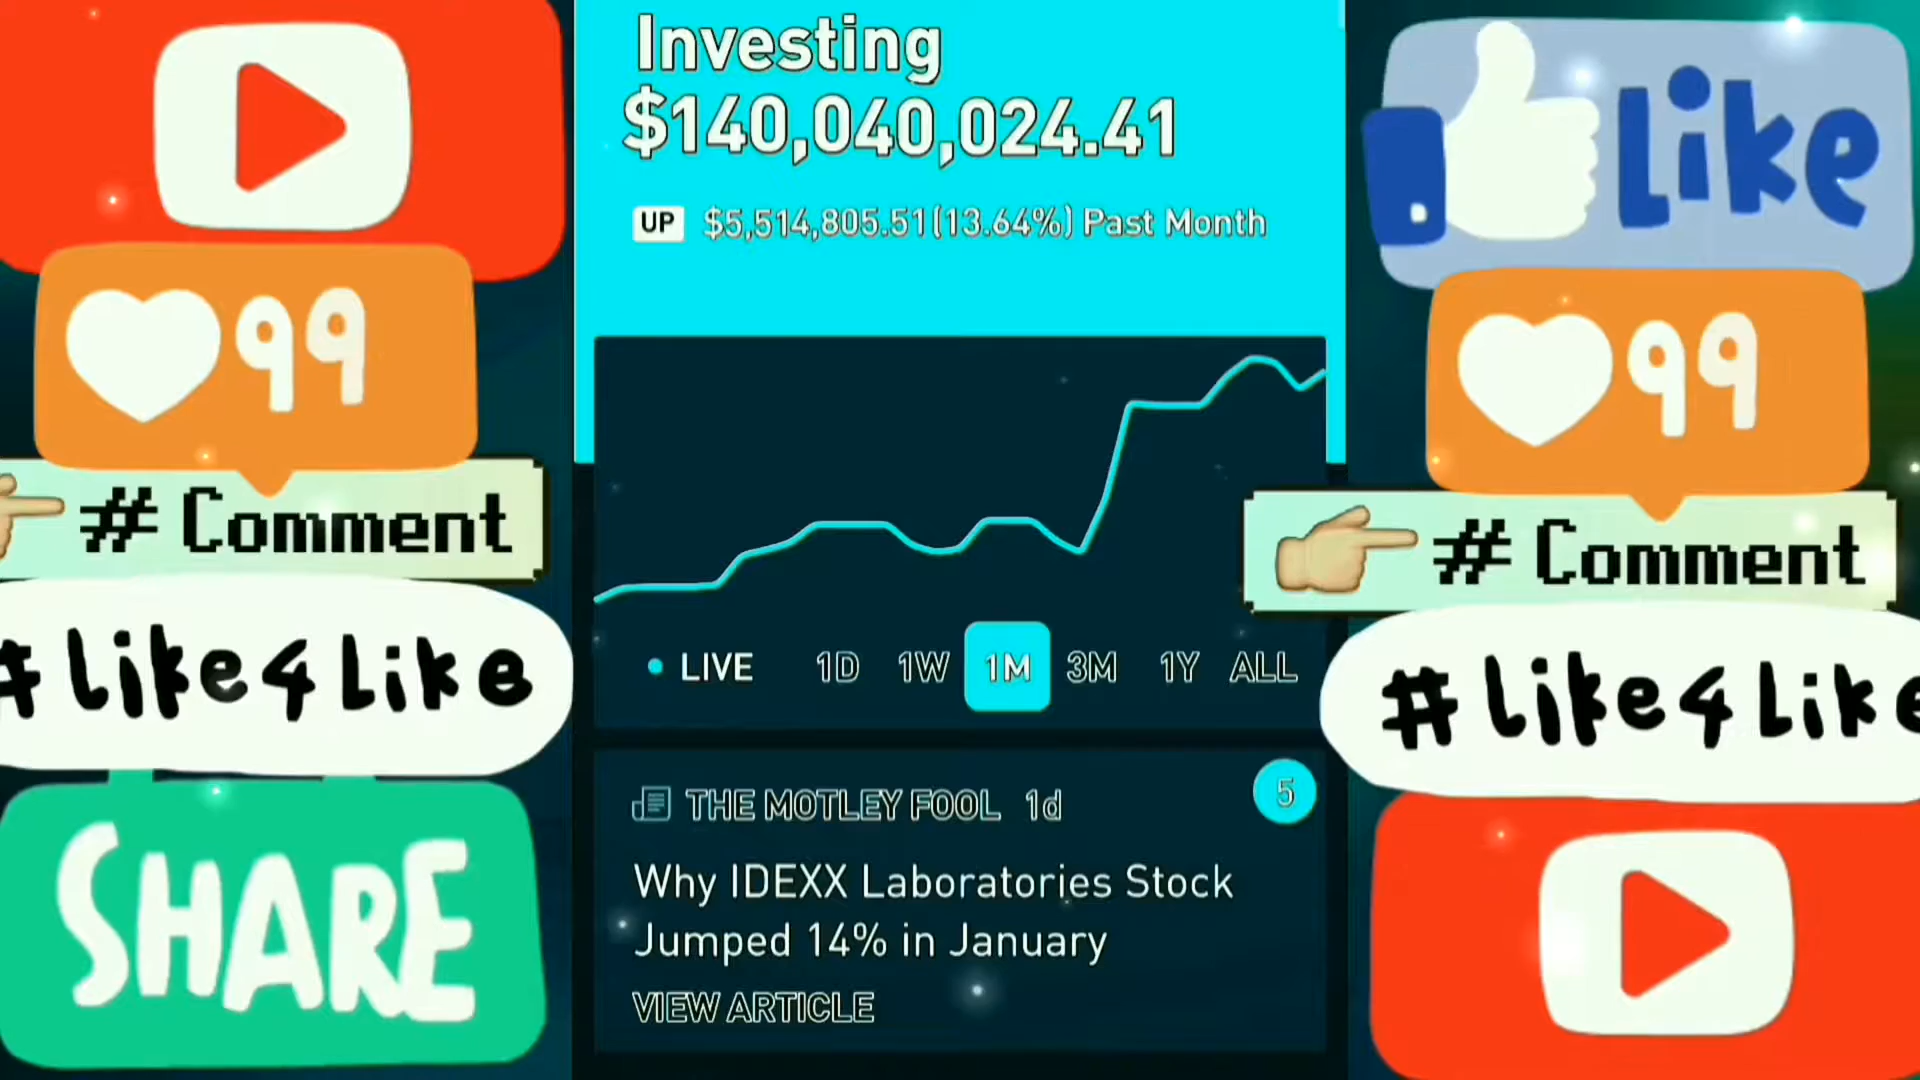 Investing
$140,040,024.41
UP $5,514,805.51(13.64%) Past Month
LIVE 1D 1W 1M 3M 1Y ALL
THE MOTLEY FOOL 1d
5
Why IDEXX Laboratories Stock
Jumped 14% in January
VIEW ARTICLE
99
# Comment
#like4like
SHARE
Like
99
# Comment
#like4like